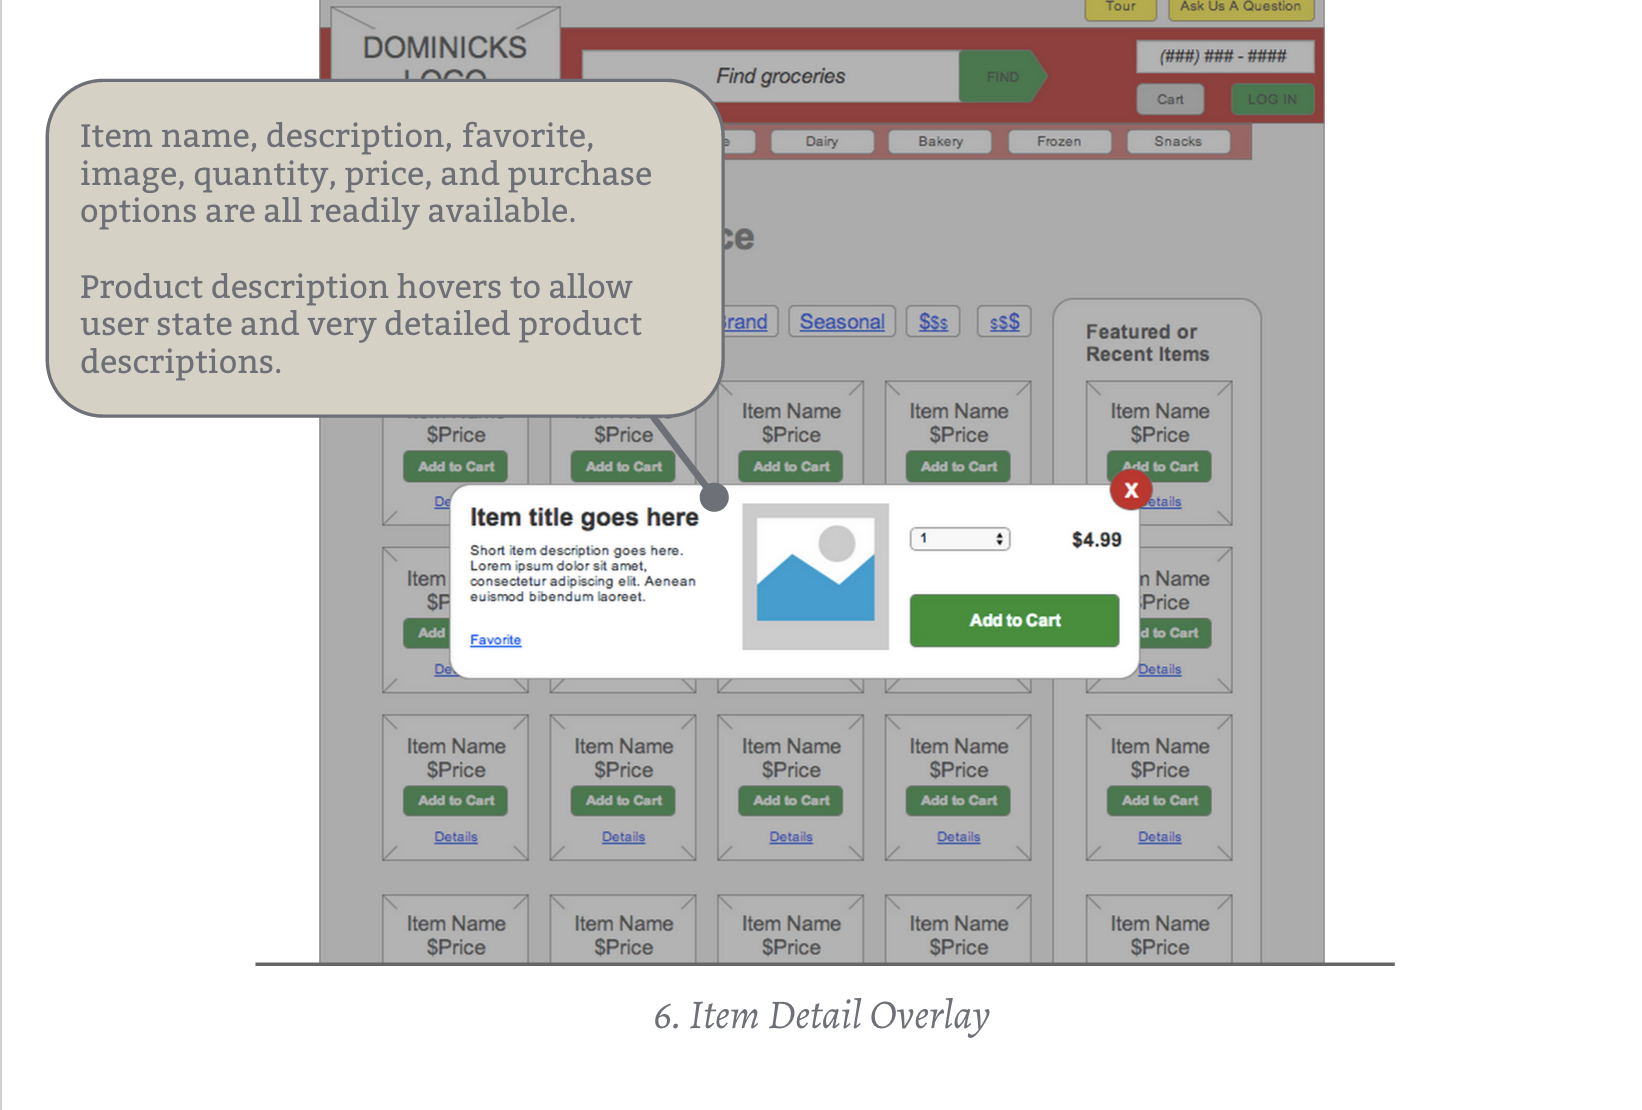 Tour
Ask Us A Question
DOMINICKS
LOGO
Find groceries
FIND
(###) ### - ####
Cart
LOG IN
Dairy
Bakery
Frozen
Snacks
Item name, description, favorite,
image, quantity, price, and purchase
options are all readily available.
Product description hovers to allow
user state and very detailed product
descriptions.
Seasonal
$$$
$$$
Featured or
Recent Items
Item Name
Item Name
Item Name
$Price
$Price
$Price
$Price
$Price
Add to Cart
Add to Cart
Add to Cart
Add to Cart
Add to Cart
X
Item title goes here
Short item description goes here.
Lorem ipsum dolor sit amet,
consectetur adipiscing elit. Aenean
euismod bibendum laoreet.
Favorite
1
$4.99
Add to Cart
Item
Add
Name
Price
to Cart
Details
Item Name
Item Name
Item Name
Item Name
Item Name
$Price
$Price
$Price
$Price
$Price
Add to Cart
Add to Cart
Add to Cart
Add to Cart
Add to Cart
Details
Details
Details
Details
Details
Item Name
Item Name
Item Name
Item Name
Item Name
$Price
$Price
$Price
$Price
$Price
6. Item Detail Overlay